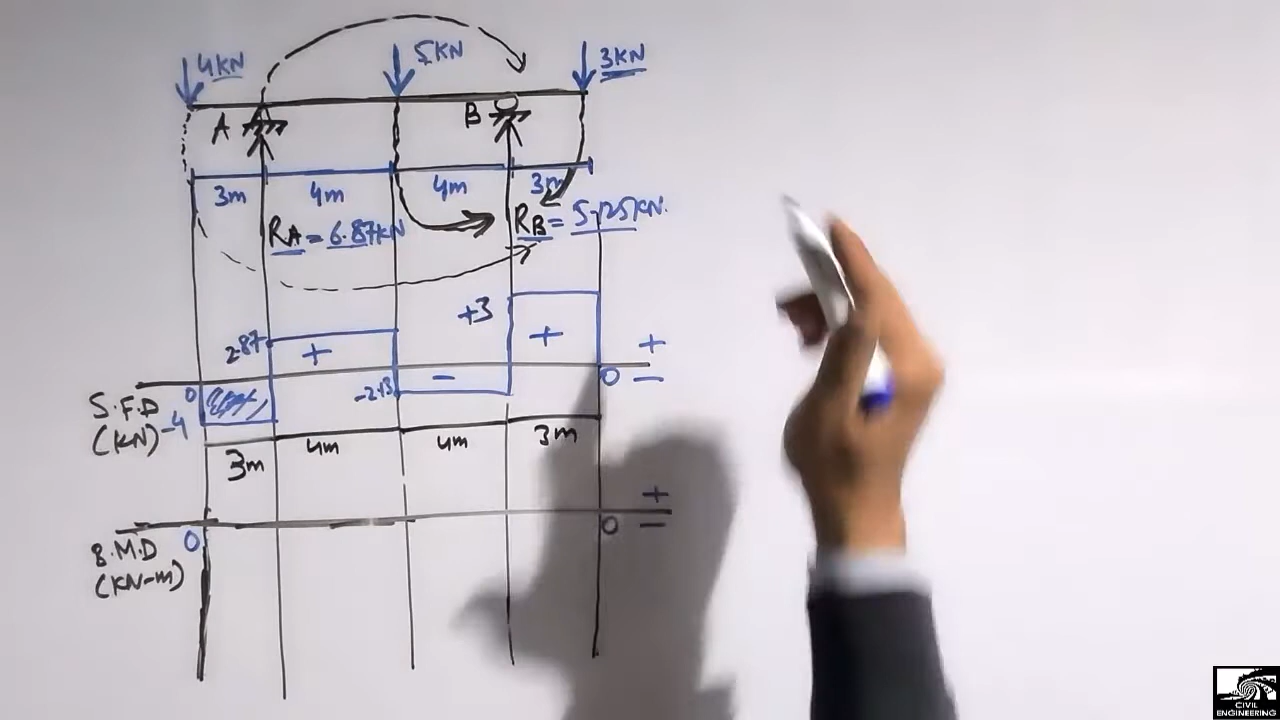 4KN 5KN 3KN
A B
3m 4m 4m 3m
RA = 6.87KN RB = 5.125KN.
+3
2.87 + + +
0 -2.13 - 0 -
S.F.D -4
(KN)
3m 4m 4m 3m
+
0 0 -
B.M.D
(KN-m)
CIVIL
ENGINEERING